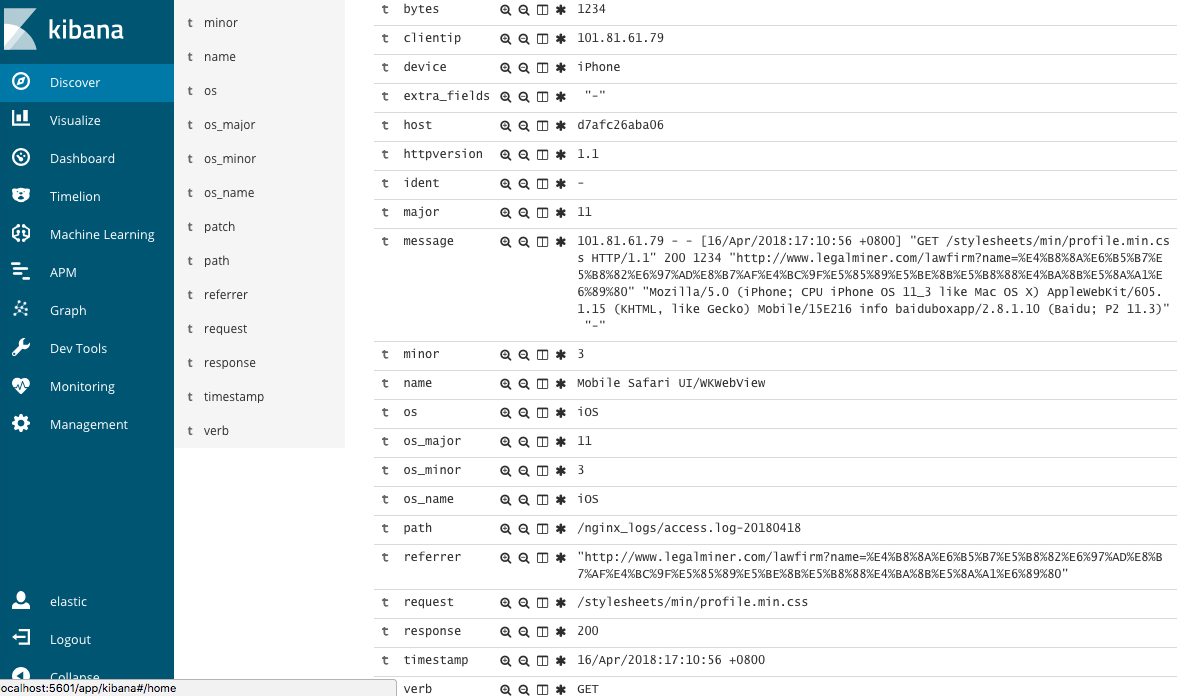 kibana
Discover
Visualize
Dashboard
Timelion
Machine Learning
APM
Graph
Dev Tools
Monitoring
Management
elastic
Logout
Collapse
ocalhost:5601/app/kibana#/home
t minor
t name
t os
t os_major
t os_minor
t os_name
t patch
t path
t referrer
t request
t response
t timestamp
t verb
t bytes 1234
t clientip 101.81.61.79
t device iPhone
t extra_fields "-"
t host d7afc26aba06
t httpversion 1.1
t ident -
t major 11
t message 101.81.61.79 - - [16/Apr/2018:17:10:56 +0800] "GET /stylesheets/min/profile.min.cs
s HTTP/1.1" 200 1234 "http://www.legalminer.com/lawfirm?name=%E4%B8%8A%E6%B5%B7%E
5%B8%82%E6%97%AD%E8%B7%AF%E4%BC%9F%E5%85%89%E5%BE%8B%E5%B8%88%E4%BA%8B%E5%8A%A1%E
6%89%80" "Mozilla/5.0 (iPhone; CPU iPhone OS 11_3 like Mac OS X) AppleWebKit/605.
1.15 (KHTML, like Gecko) Mobile/15E216 info baiduboxapp/2.8.1.10 (Baidu; P2 11.3)"
"-"
t minor 3
t name Mobile Safari UI/WKWebView
t os iOS
t os_major 11
t os_minor 3
t os_name iOS
t path /nginx_logs/access.log-20180418
t referrer "http://www.legalminer.com/lawfirm?name=%E4%B8%8A%E6%B5%B7%E5%B8%82%E6%97%AD%E8%B
7%AF%E4%BC%9F%E5%85%89%E5%BE%8B%E5%B8%88%E4%BA%8B%E5%8A%A1%E6%89%80"
t request /stylesheets/min/profile.min.css
t response 200
t timestamp 16/Apr/2018:17:10:56 +0800
t verb GET